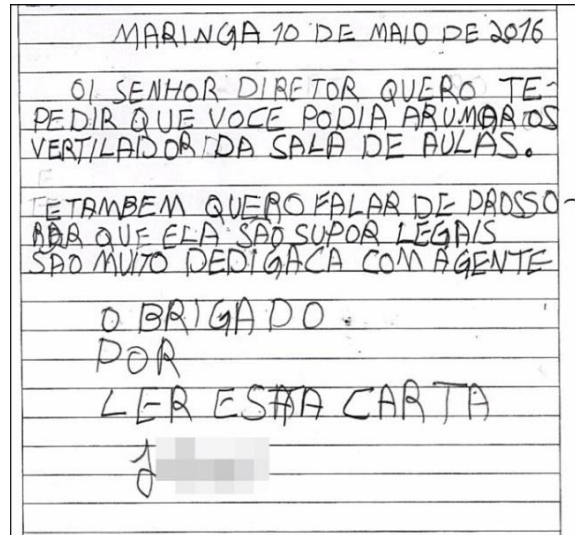 MARINGA 10 DE MAIO DE 2016
OI SENHOR DIRETOR QUERO TE-
PEDIR QUE VOCE PODIA ARUMAR OS
VERTILADOR DA SALA DE AULAS.
TETAMBEM QUERO FALAR DE PROSSO-
RAR QUE ELA SÃO SUPOR LEGAIS
SÃO MUITO DEDIGACA COM AGENTE
O BRIGADO.
POR
LER ESTA CARTA
J